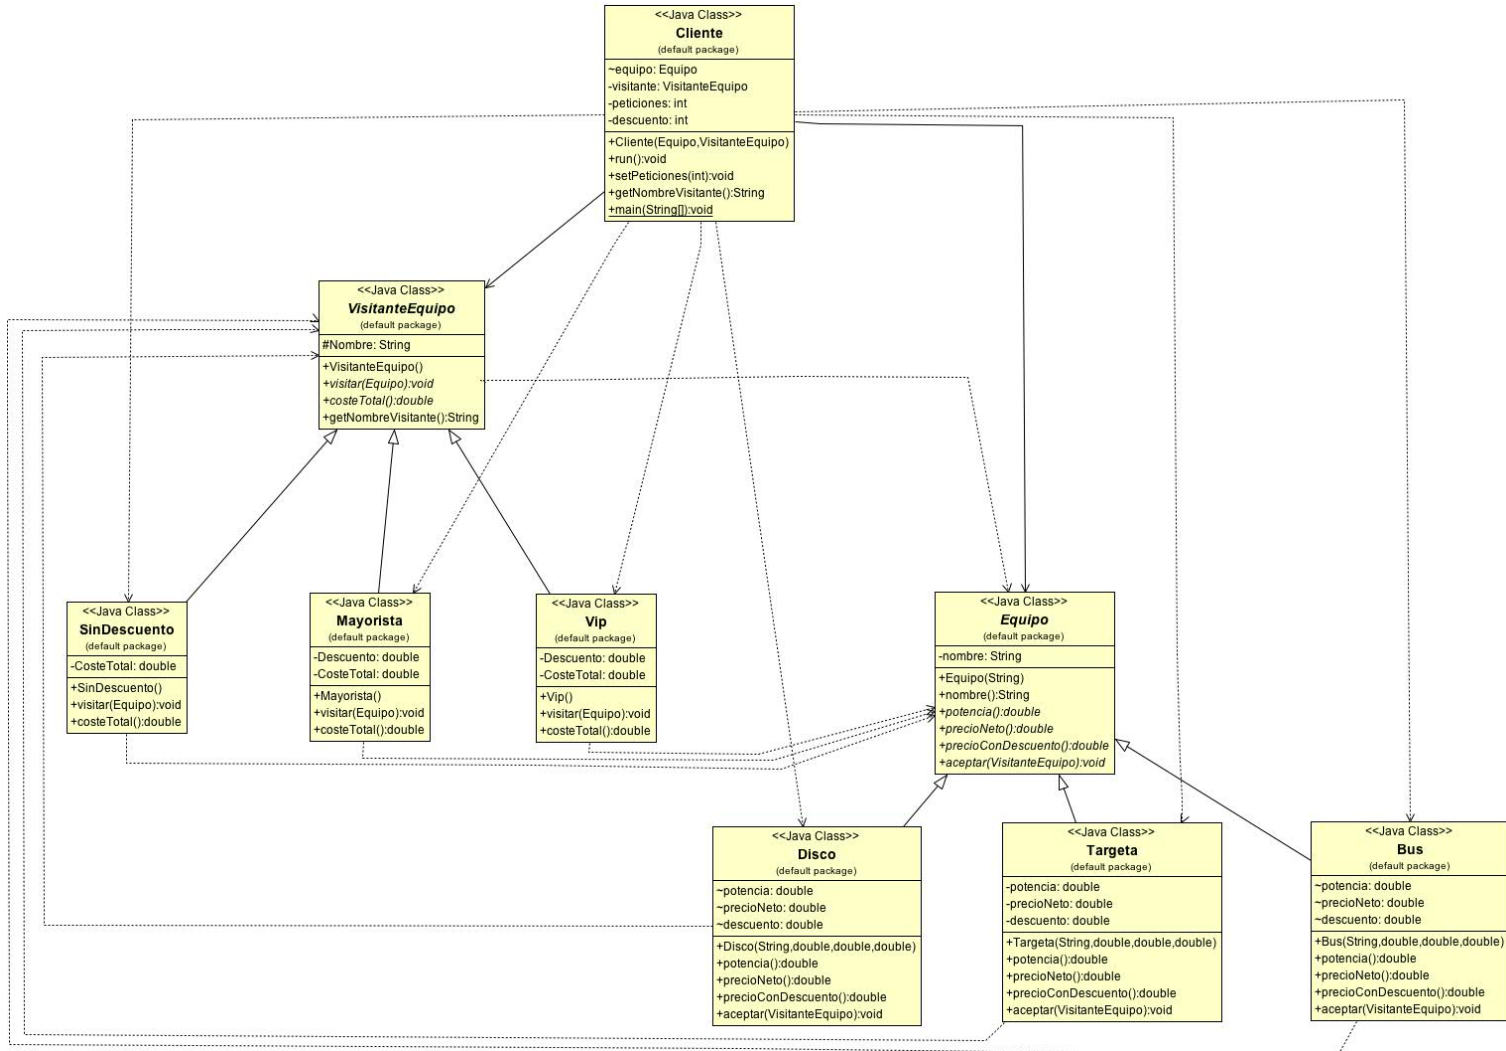 <<Java Class>>
Cliente
(default package)
~equipo: Equipo
-visitante: VisitanteEquipo
-peticiones: int
-descuento: int
+Cliente(Equipo,VisitanteEquipo)
+run():void
+setPeticiones(int):void
+getNombreVisitante():String
+main(String[]):void
<<Java Class>>
VisitanteEquipo
(default package)
#Nombre: String
+VisitanteEquipo()
+visitar(Equipo):void
+costeTotal():double
+getNombreVisitante():String
<<Java Class>>
SinDescuento
(default package)
-CosteTotal: double
+SinDescuento()
+visitar(Equipo):void
+costeTotal():double
<<Java Class>>
Mayorista
(default package)
-Descuento: double
-CosteTotal: double
+Mayorista()
+visitar(Equipo):void
+costeTotal():double
<<Java Class>>
Vip
(default package)
-Descuento: double
-CosteTotal: double
+Vip()
+visitar(Equipo):void
+costeTotal():double
<<Java Class>>
Equipo
(default package)
-nombre: String
+Equipo(String)
+nombre():String
+potencia():double
+precioNeto():double
+precioConDescuento():double
+aceptar(VisitanteEquipo):void
<<Java Class>>
Disco
(default package)
~potencia: double
~precioNeto: double
~descuento: double
+Disco(String,double,double,double)
+potencia():double
+precioNeto():double
+precioConDescuento():double
+aceptar(VisitanteEquipo):void
<<Java Class>>
Targeta
(default package)
-potencia: double
-precioNeto: double
-descuento: double
+Targeta(String,double,double,double)
+potencia():double
+precioNeto():double
+precioConDescuento():double
+aceptar(VisitanteEquipo):void
<<Java Class>>
Bus
(default package)
~potencia: double
~precioNeto: double
~descuento: double
+Bus(String,double,double,double)
+potencia():double
+precioNeto():double
+precioConDescuento():double
+aceptar(VisitanteEquipo):void